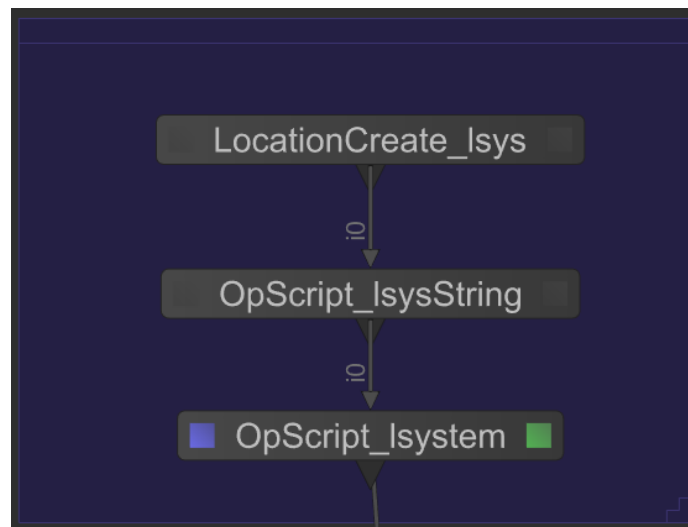 LocationCreate_lsys
i0
OpScript_lsysString
i0
OpScript_lsystem